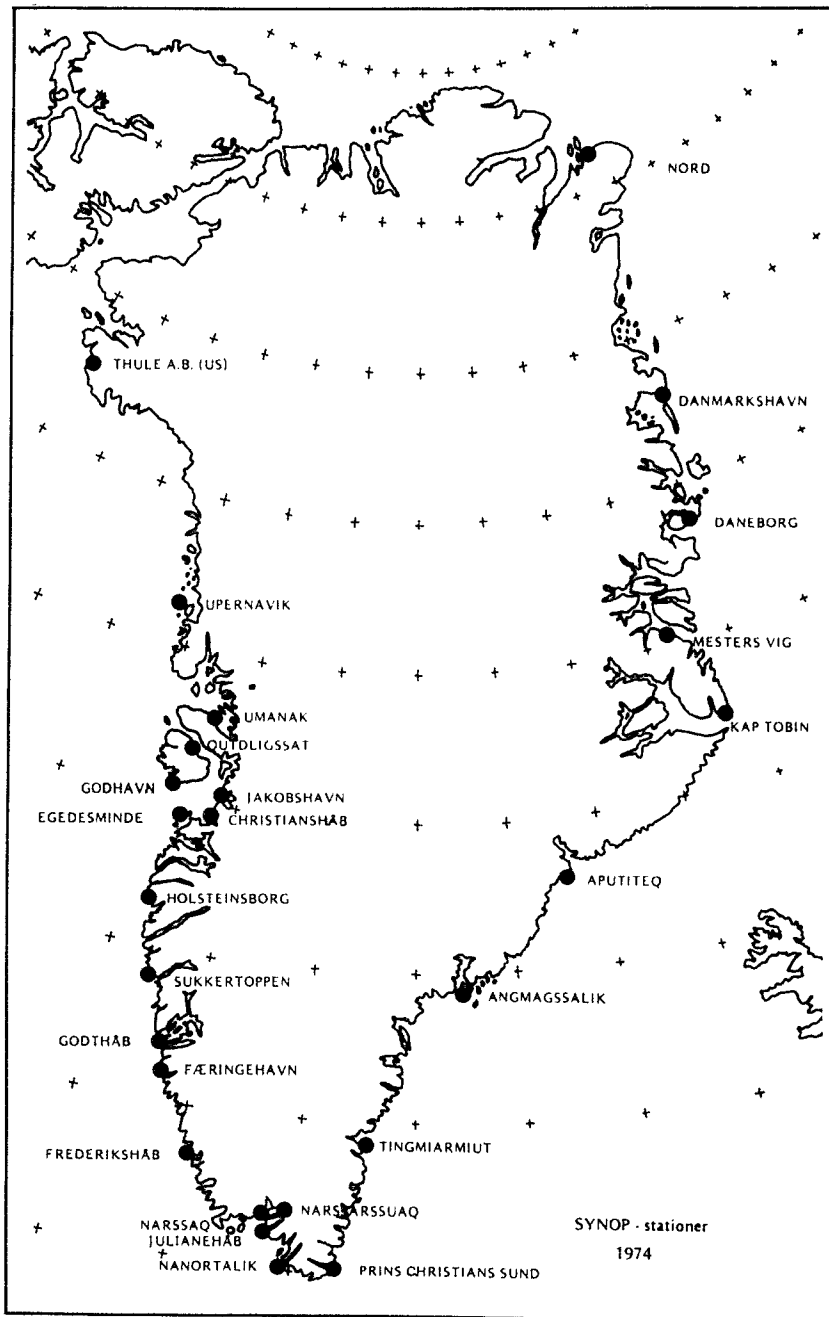 NORD
THULE A.B. (US)
DANMARKSHAVN
DANEBORG
UPERNAVIK
MESTERS VIG
UMANAK
KAP TOBIN
QUTDLIGSSAT
GODHAVN
JAKOBSHAVN
EGEDESMINDE
CHRISTIANSHÅB
APUTITEQ
HOLSTEINSBORG
SUKKERTOPPEN
ANGMAGSSALIK
GODTHÅB
FÆRINGEHAVN
TINGMIARMIUT
FREDERIKSHÅB
NARSSARSSUAQ
NARSSAQ
JULIANEHÅB
NANORTALIK
PRINS CHRISTIANS SUND
SYNOP - stationer
1974